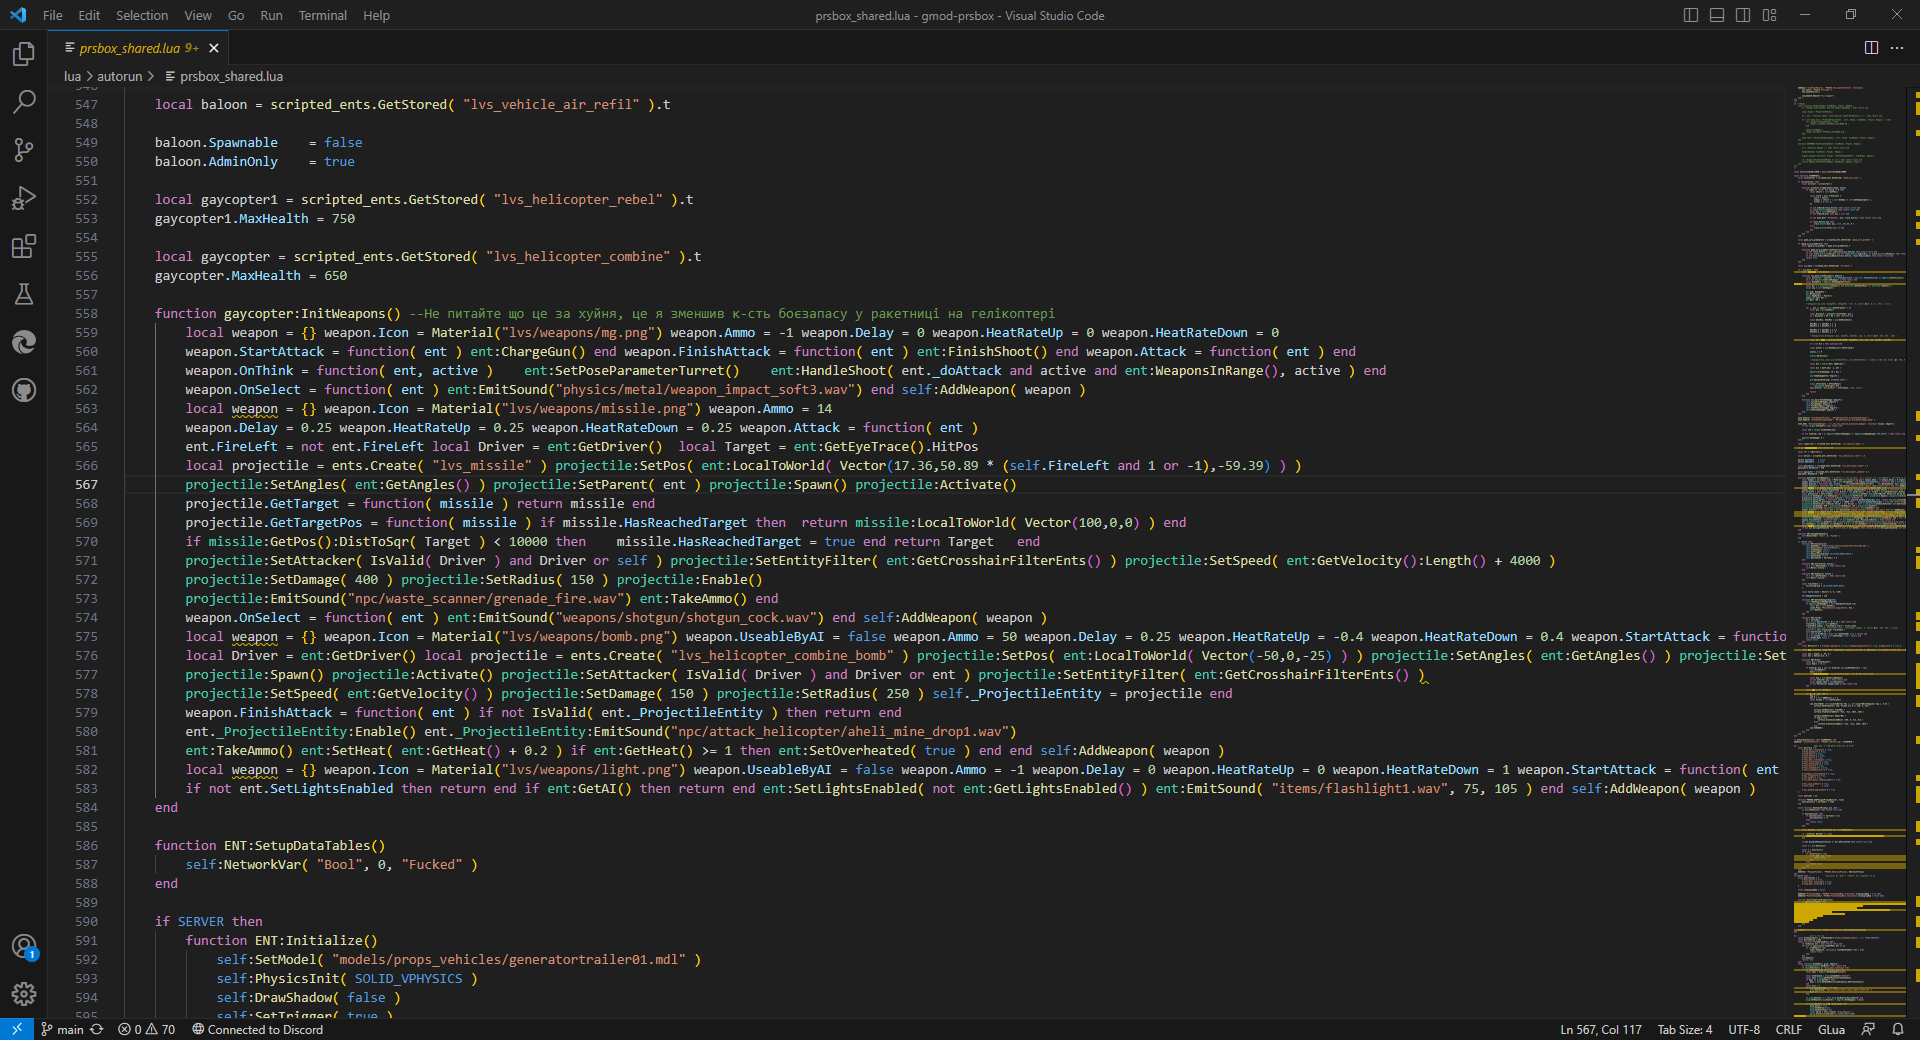 File Edit Selection View Go Run Terminal Help
prsbox_shared.lua - gmod-prsbox - Visual Studio Code
prsbox_shared.lua 9+
lua > autorun > prsbox_shared.lua
547 local baloon = scripted_ents.GetStored( "lvs_vehicle_air_refil" ).t
548
549 baloon.Spawnable    = false
550 baloon.AdminOnly    = true
551
552 local gaycopter1 = scripted_ents.GetStored( "lvs_helicopter_rebel" ).t
553 gaycopter1.MaxHealth = 750
554
555 local gaycopter = scripted_ents.GetStored( "lvs_helicopter_combine" ).t
556 gaycopter.MaxHealth = 650
557
558 function gaycopter:InitWeapons() --Не питайте що це за хуйня, це я зменшив к-сть боєзапасу у ракетниці на гелікоптері
559 local weapon = {} weapon.Icon = Material("lvs/weapons/mg.png") weapon.Ammo = -1 weapon.Delay = 0 weapon.HeatRateUp = 0 weapon.HeatRateDown = 0
560 weapon.StartAttack = function( ent ) ent:ChargeGun() end weapon.FinishAttack = function( ent ) ent:FinishShoot() end weapon.Attack = function( ent ) end
561 weapon.OnThink = function( ent, active )    ent:SetPoseParameterTurret()    ent:HandleShoot( ent._doAttack and active and ent:WeaponsInRange(), active ) end
562 weapon.OnSelect = function( ent ) ent:EmitSound("physics/metal/weapon_impact_soft3.wav") end self:AddWeapon( weapon )
563 local weapon = {} weapon.Icon = Material("lvs/weapons/missile.png") weapon.Ammo = 14
564 weapon.Delay = 0.25 weapon.HeatRateUp = 0.25 weapon.HeatRateDown = 0.25 weapon.Attack = function( ent )
565 ent.FireLeft = not ent.FireLeft local Driver = ent:GetDriver()  local Target = ent:GetEyeTrace().HitPos
566 local projectile = ents.Create( "lvs_missile" ) projectile:SetPos( ent:LocalToWorld( Vector(17.36,50.89 * (self.FireLeft and 1 or -1),-59.39) ) )
567 projectile:SetAngles( ent:GetAngles() ) projectile:SetParent( ent ) projectile:Spawn() projectile:Activate()
568 projectile.GetTarget = function( missile ) return missile end
569 projectile.GetTargetPos = function( missile ) if missile.HasReachedTarget then  return missile:LocalToWorld( Vector(100,0,0) ) end
570 if missile:GetPos():DistToSqr( Target ) < 10000 then    missile.HasReachedTarget = true end return Target   end
571 projectile:SetAttacker( IsValid( Driver ) and Driver or self ) projectile:SetEntityFilter( ent:GetCrosshairFilterEnts() ) projectile:SetSpeed( ent:GetVelocity():Length() + 4000 )
572 projectile:SetDamage( 400 ) projectile:SetRadius( 150 ) projectile:Enable()
573 projectile:EmitSound("npc/waste_scanner/grenade_fire.wav") ent:TakeAmmo() end
574 weapon.OnSelect = function( ent ) ent:EmitSound("weapons/shotgun/shotgun_cock.wav") end self:AddWeapon( weapon )
575 local weapon = {} weapon.Icon = Material("lvs/weapons/bomb.png") weapon.UseableByAI = false weapon.Ammo = 50 weapon.Delay = 0.25 weapon.HeatRateUp = -0.4 weapon.HeatRateDown = 0.4 weapon.StartAttack = functio
576 local Driver = ent:GetDriver() local projectile = ents.Create( "lvs_helicopter_combine_bomb" ) projectile:SetPos( ent:LocalToWorld( Vector(-50,0,-25) ) ) projectile:SetAngles( ent:GetAngles() ) projectile:Set
577 projectile:Spawn() projectile:Activate() projectile:SetAttacker( IsValid( Driver ) and Driver or ent ) projectile:SetEntityFilter( ent:GetCrosshairFilterEnts() )
578 projectile:SetSpeed( ent:GetVelocity() ) projectile:SetDamage( 150 ) projectile:SetRadius( 250 ) self._ProjectileEntity = projectile end
579 weapon.FinishAttack = function( ent ) if not IsValid( ent._ProjectileEntity ) then return end
580 ent._ProjectileEntity:Enable() ent._ProjectileEntity:EmitSound("npc/attack_helicopter/aheli_mine_drop1.wav")
581 ent:TakeAmmo() ent:SetHeat( ent:GetHeat() + 0.2 ) if ent:GetHeat() >= 1 then ent:SetOverheated( true ) end end self:AddWeapon( weapon )
582 local weapon = {} weapon.Icon = Material("lvs/weapons/light.png") weapon.UseableByAI = false weapon.Ammo = -1 weapon.Delay = 0 weapon.HeatRateUp = 0 weapon.HeatRateDown = 1 weapon.StartAttack = function( ent
583 if not ent.SetLightsEnabled then return end if ent:GetAI() then return end ent:SetLightsEnabled( not ent:GetLightsEnabled() ) ent:EmitSound( "items/flashlight1.wav", 75, 105 ) end self:AddWeapon( weapon )
584 end
585
586 function ENT:SetupDataTables()
587 self:NetworkVar( "Bool", 0, "Fucked" )
588 end
589
590 if SERVER then
591 function ENT:Initialize()
592 self:SetModel( "models/props_vehicles/generatortrailer01.mdl" )
593 self:PhysicsInit( SOLID_VPHYSICS )
594 self:DrawShadow( false )
595 self:SetTrigger( true )
1
main 0 70 Connected to Discord Ln 567, Col 117 Tab Size: 4 UTF-8 CRLF GLua